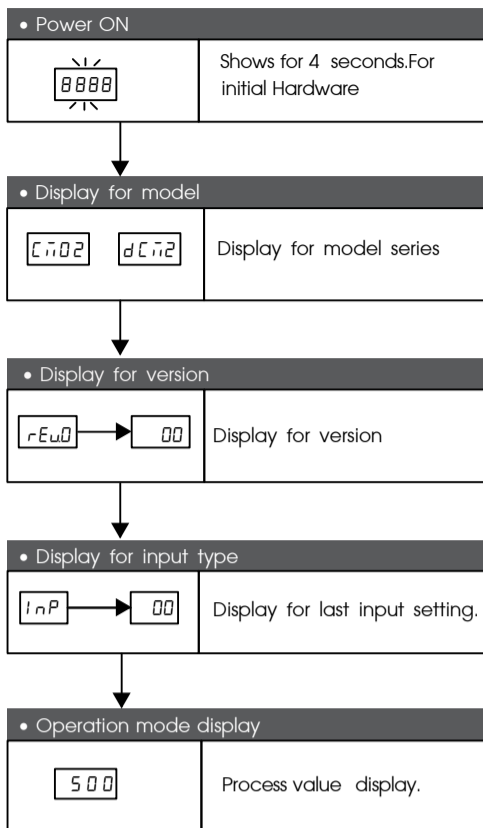 • Power ON
8888
Shows for 4 seconds.For
initial Hardware
• Display for model
CM02 dCM2
Display for model series
• Display for version
rEu.0 00
Display for version
• Display for input type
InP 00
Display for last input setting.
• Operation mode display
500
Process value display.